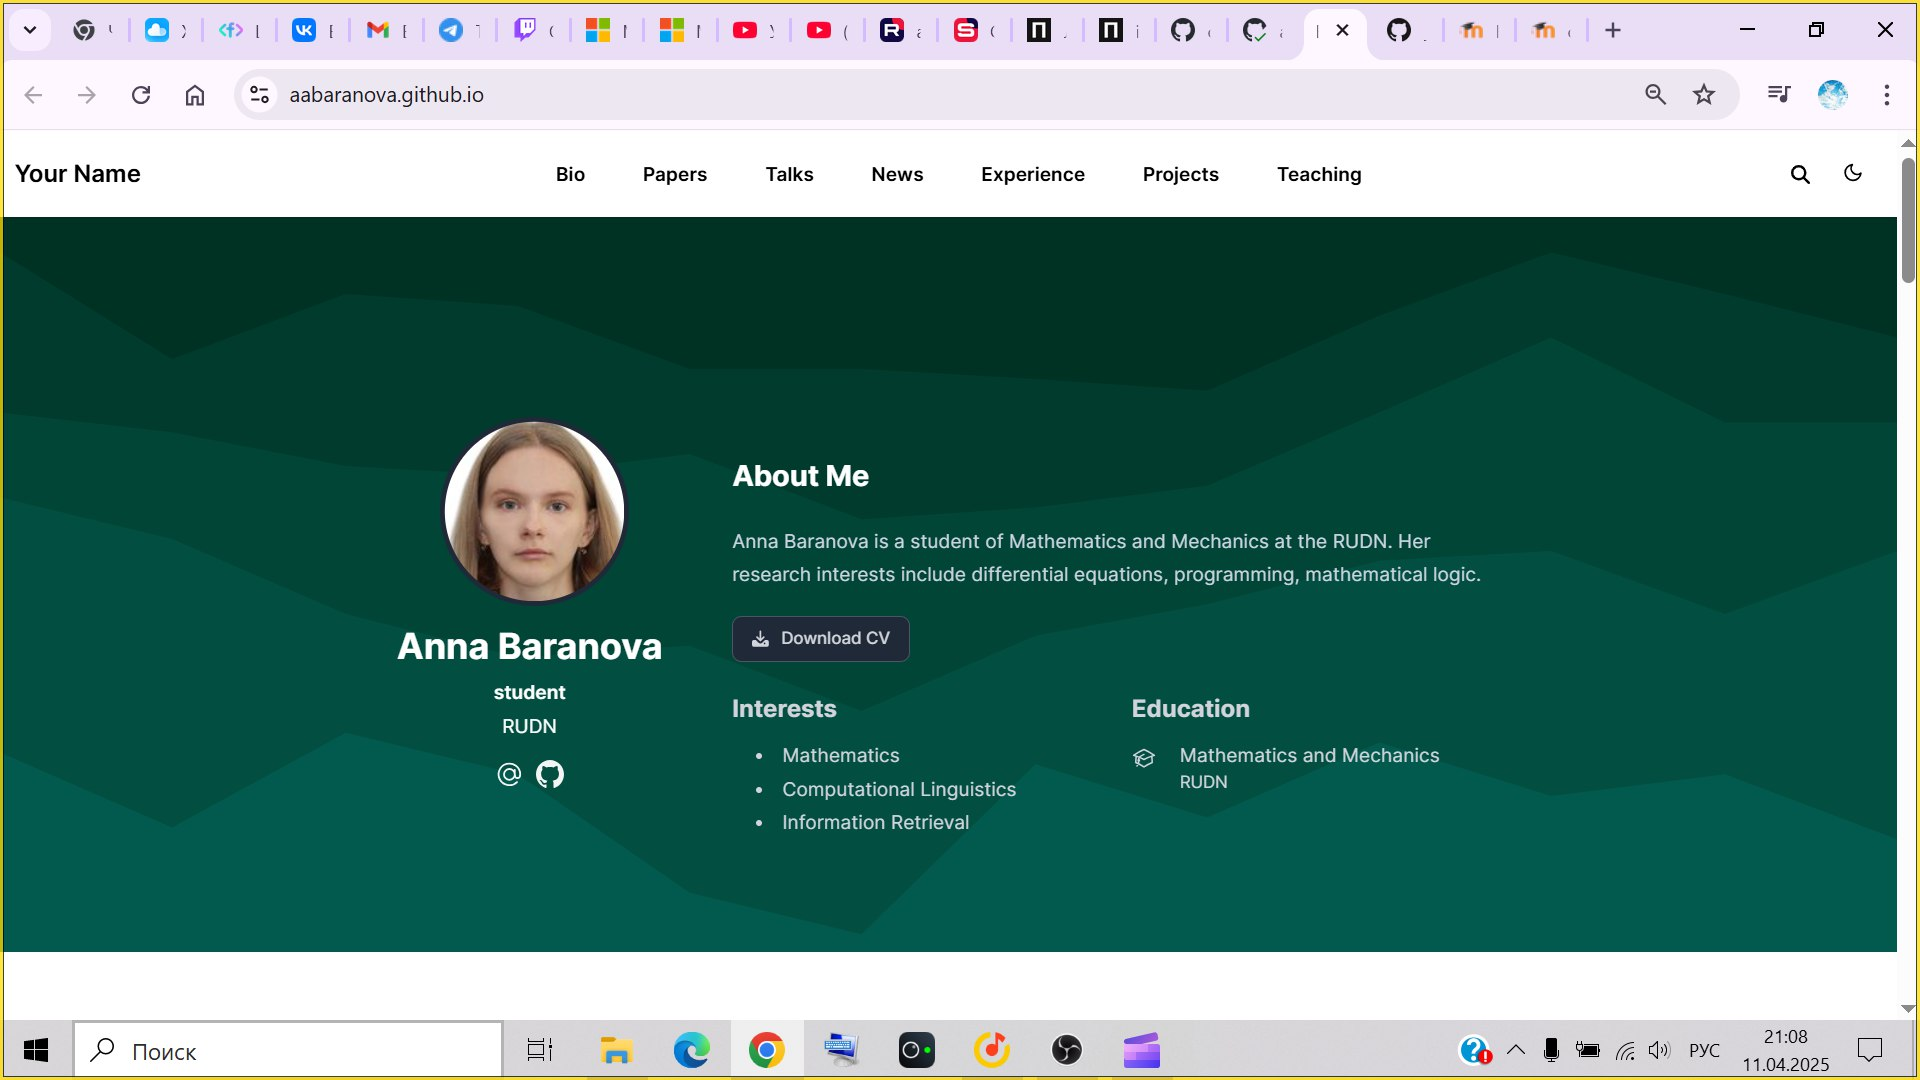 aabaranova.github.io
Your Name
Bio Papers Talks News Experience Projects Teaching
About Me
Anna Baranova is a student of Mathematics and Mechanics at the RUDN. Her
research interests include differential equations, programming, mathematical logic.
Download CV
Anna Baranova
student
RUDN
Interests
Mathematics
Computational Linguistics
Information Retrieval
Education
Mathematics and Mechanics
RUDN
Поиск
РУС
21:08
11.04.2025